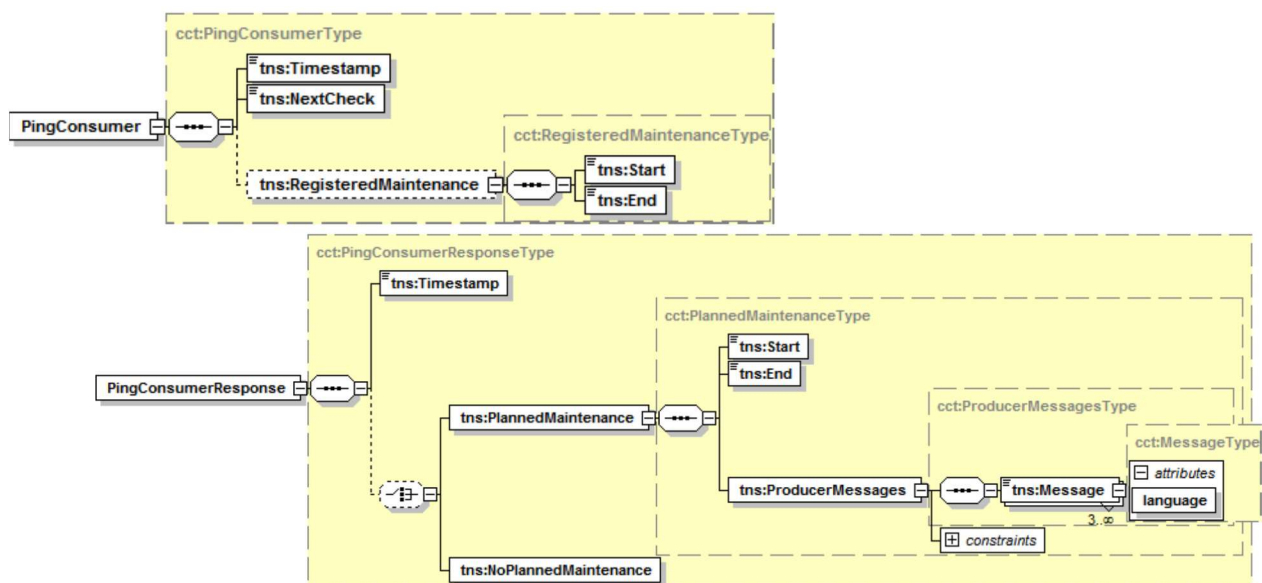 cct:PingConsumerType
tns:Timestamp
tns:NextCheck
PingConsumer
cct:RegisteredMaintenanceType
tns:RegisteredMaintenance
tns:Start
tns:End
cct:PingConsumerResponseType
tns:Timestamp
cct:PlannedMaintenanceType
tns:Start
tns:End
PingConsumerResponse
tns:PlannedMaintenance
cct:ProducerMessagesType
cct:MessageType
attributes
tns:ProducerMessages
tns:Message
language
3..∞
constraints
tns:NoPlannedMaintenance